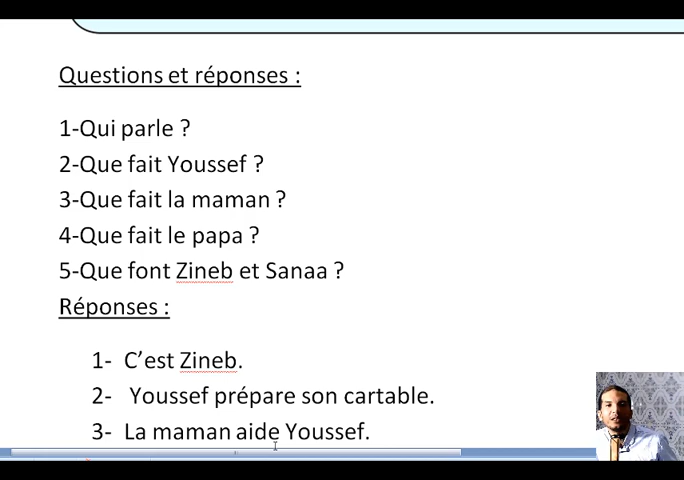 Questions et réponses :
1-Qui parle ?
2-Que fait Youssef ?
3-Que fait la maman ?
4-Que fait le papa ?
5-Que font Zineb et Sanaa ?
Réponses :
1- C’est Zineb.
2- Youssef prépare son cartable.
3- La maman aide Youssef.